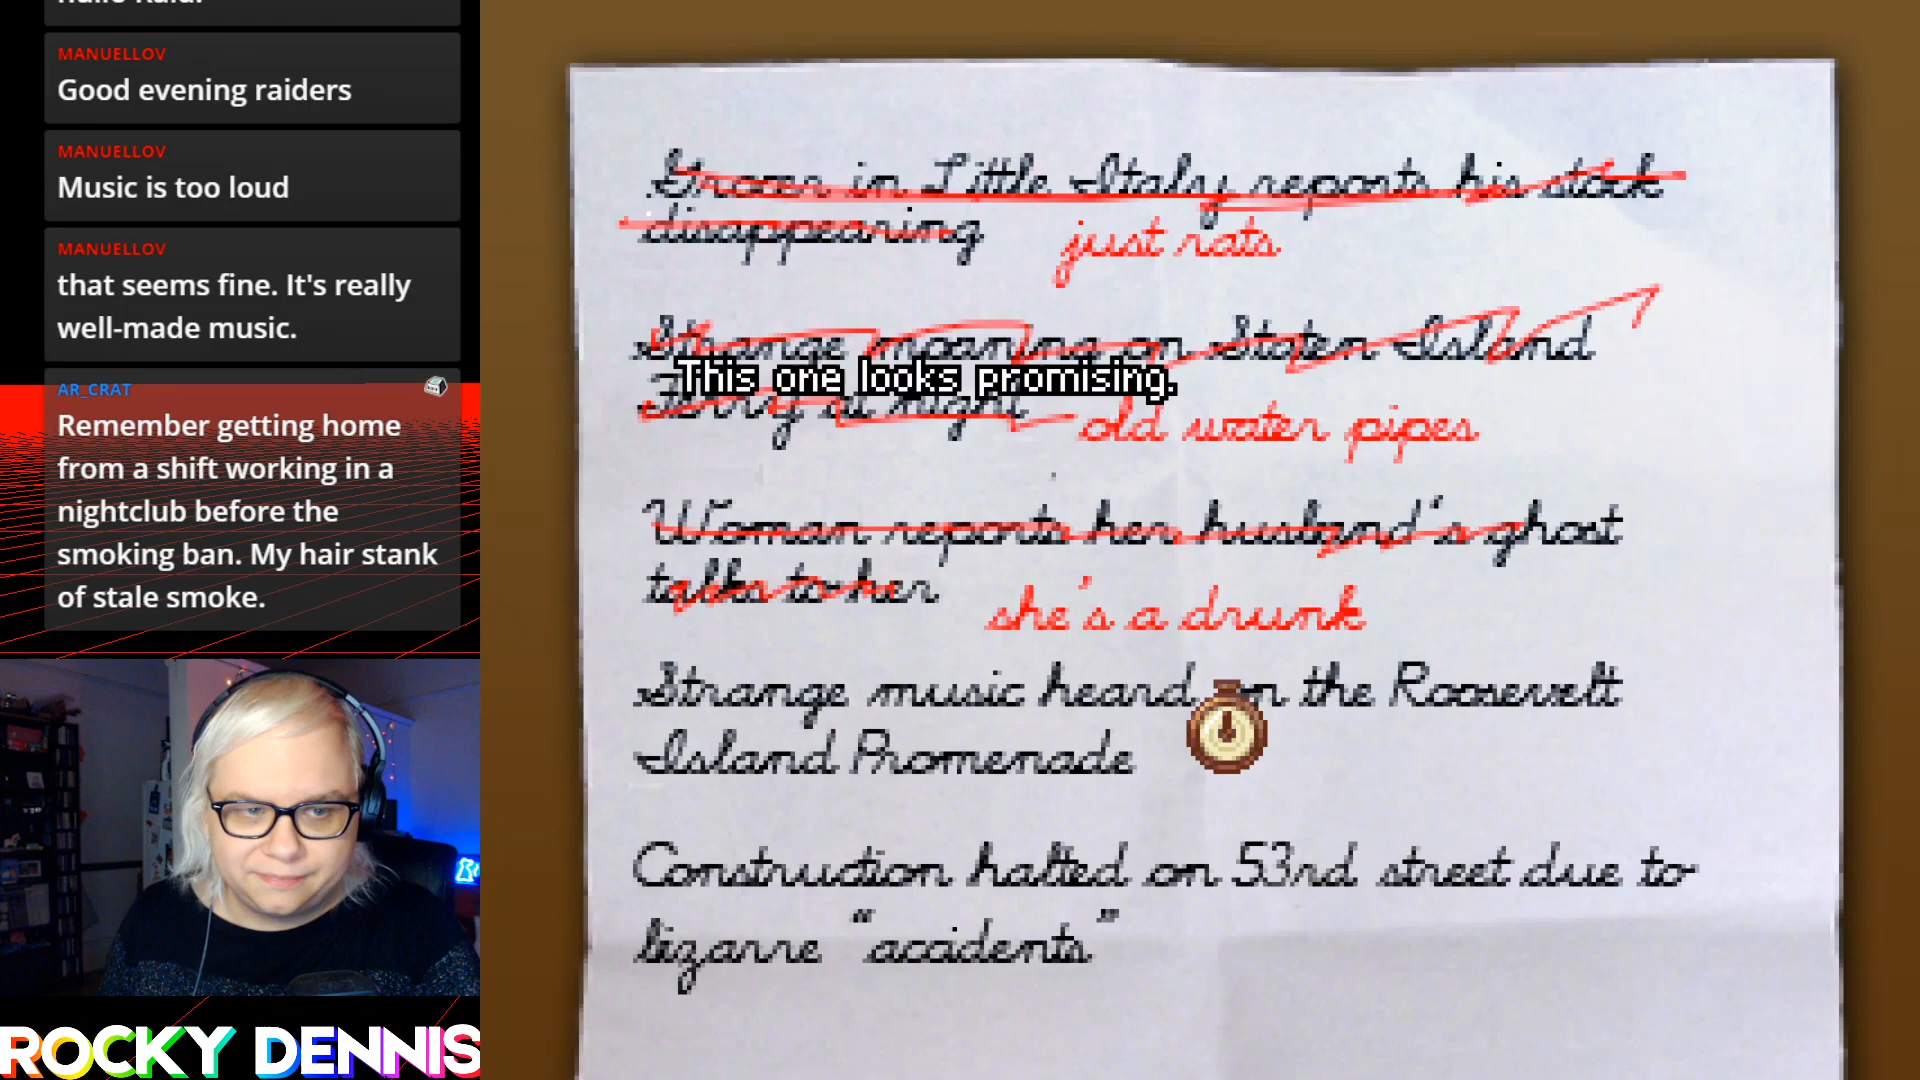 MANUELLOV
Good evening raiders
MANUELLOV
Music is too loud
MANUELLOV
that seems fine. It's really
well-made music.
AR_CRAT
Remember getting home
from a shift working in a
nightclub before the
smoking ban. My hair stank
of stale smoke.
ROCKY DENNIS
Grocer in Little Italy reports his stock
disappearing just rats
Strange moaning on Staten Island
This one looks promising.
Ferry at night old water pipes
Woman reports her husband's ghost
talks to her she's a drunk
Strange music heard on the Roosevelt
Island Promenade
Construction halted on 53rd street due to
bizarre "accidents"